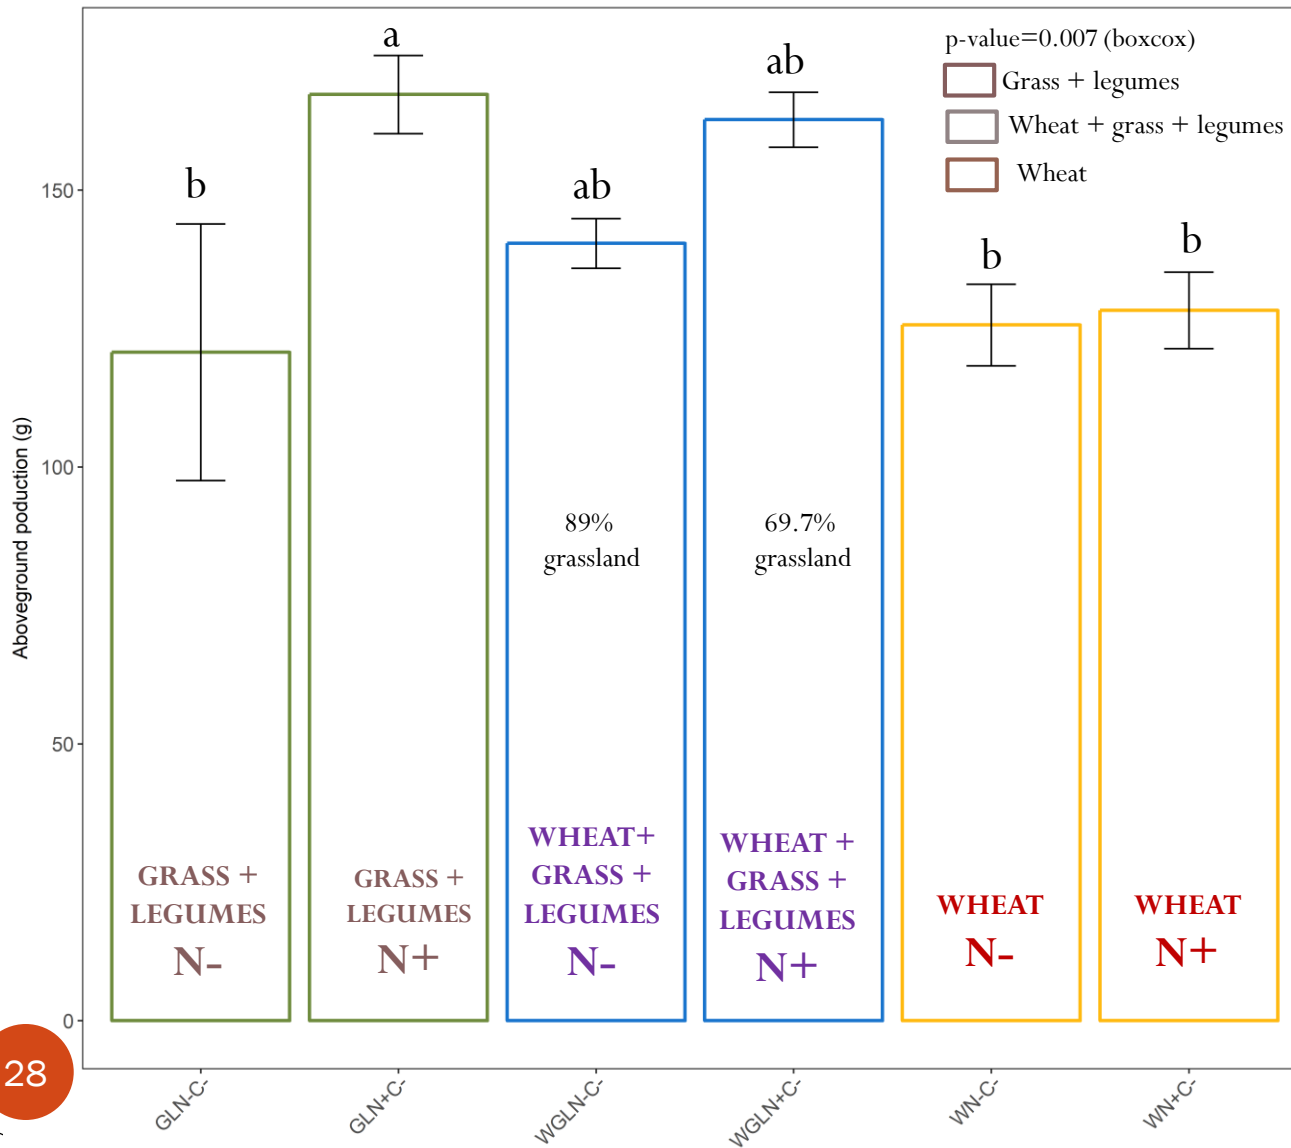 a
ab
b
ab
b
b
p-value=0.007 (boxcox)
Grass + legumes
Wheat + grass + legumes
Wheat
Aboveground poduction (g)
150
100
50
0
89%
grassland
69.7%
grassland
GRASS +
LEGUMES
N-
GRASS +
LEGUMES
N+
WHEAT+
GRASS +
LEGUMES
N-
WHEAT +
GRASS +
LEGUMES
N+
WHEAT
N-
WHEAT
N+
GLN-C-
GLN+C-
WGLN-C-
WGLN+C-
WN-C-
WN+C-
28